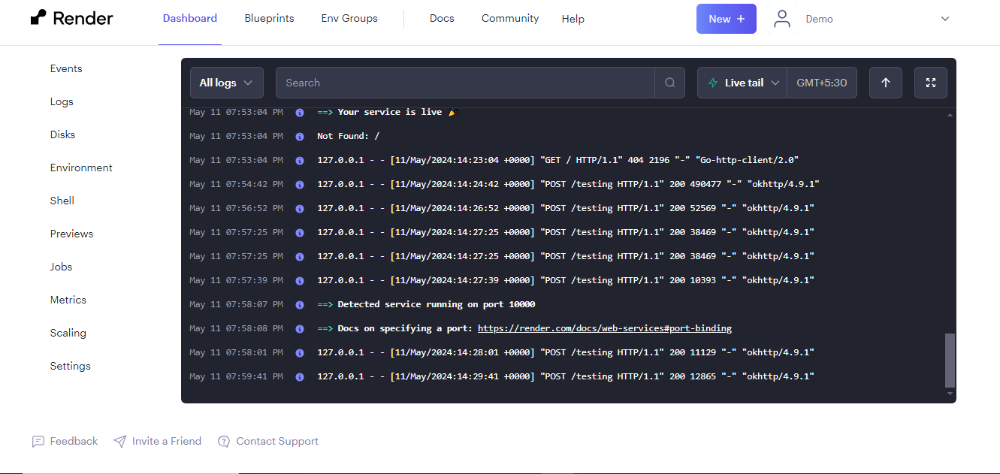 Render Dashboard Blueprints Env Groups Docs Community Help New + Demo
Events
Logs
Disks
Environment
Shell
Previews
Jobs
Metrics
Scaling
Settings
All logs Search Live tail GMT+5:30
May 11 07:53:04 PM ==> Your service is live 🎉
May 11 07:53:04 PM Not Found: /
May 11 07:53:04 PM 127.0.0.1 - - [11/May/2024:14:23:04 +0000] "GET / HTTP/1.1" 404 2196 "-" "Go-http-client/2.0"
May 11 07:54:42 PM 127.0.0.1 - - [11/May/2024:14:24:42 +0000] "POST /testing HTTP/1.1" 200 490477 "-" "okhttp/4.9.1"
May 11 07:56:52 PM 127.0.0.1 - - [11/May/2024:14:26:52 +0000] "POST /testing HTTP/1.1" 200 52569 "-" "okhttp/4.9.1"
May 11 07:57:25 PM 127.0.0.1 - - [11/May/2024:14:27:25 +0000] "POST /testing HTTP/1.1" 200 38469 "-" "okhttp/4.9.1"
May 11 07:57:25 PM 127.0.0.1 - - [11/May/2024:14:27:25 +0000] "POST /testing HTTP/1.1" 200 38469 "-" "okhttp/4.9.1"
May 11 07:57:39 PM 127.0.0.1 - - [11/May/2024:14:27:39 +0000] "POST /testing HTTP/1.1" 200 10393 "-" "okhttp/4.9.1"
May 11 07:58:07 PM ==> Detected service running on port 10000
May 11 07:58:08 PM ==> Docs on specifying a port: https://render.com/docs/web-services#port-binding
May 11 07:58:01 PM 127.0.0.1 - - [11/May/2024:14:28:01 +0000] "POST /testing HTTP/1.1" 200 11129 "-" "okhttp/4.9.1"
May 11 07:59:41 PM 127.0.0.1 - - [11/May/2024:14:29:41 +0000] "POST /testing HTTP/1.1" 200 12865 "-" "okhttp/4.9.1"
Feedback Invite a Friend Contact Support